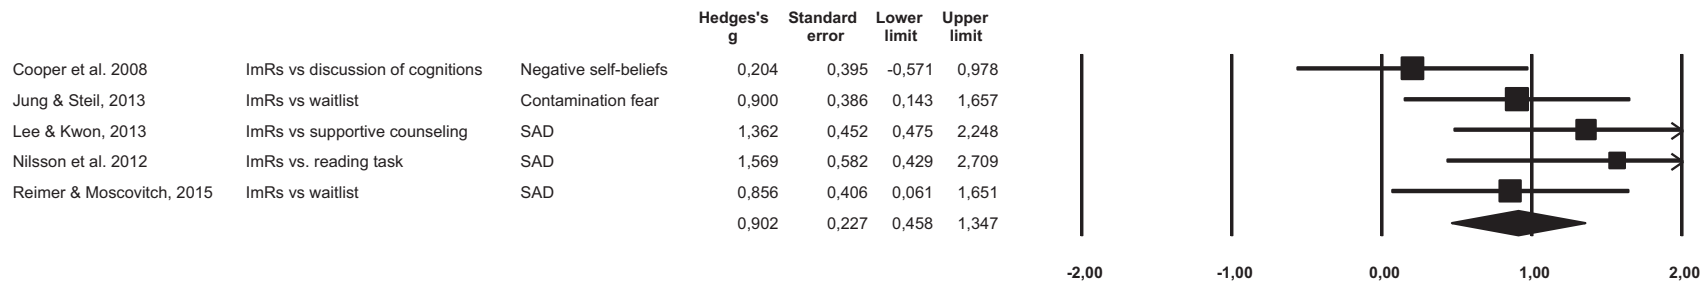 Hedges's Standard Lower Upper
g error limit limit
Cooper et al. 2008 ImRs vs discussion of cognitions Negative self-beliefs 0,204 0,395 -0,571 0,978
Jung & Steil, 2013 ImRs vs waitlist Contamination fear 0,900 0,386 0,143 1,657
Lee & Kwon, 2013 ImRs vs supportive counseling SAD 1,362 0,452 0,475 2,248
Nilsson et al. 2012 ImRs vs. reading task SAD 1,569 0,582 0,429 2,709
Reimer & Moscovitch, 2015 ImRs vs waitlist SAD 0,856 0,406 0,061 1,651
0,902 0,227 0,458 1,347
-2,00 -1,00 0,00 1,00 2,00